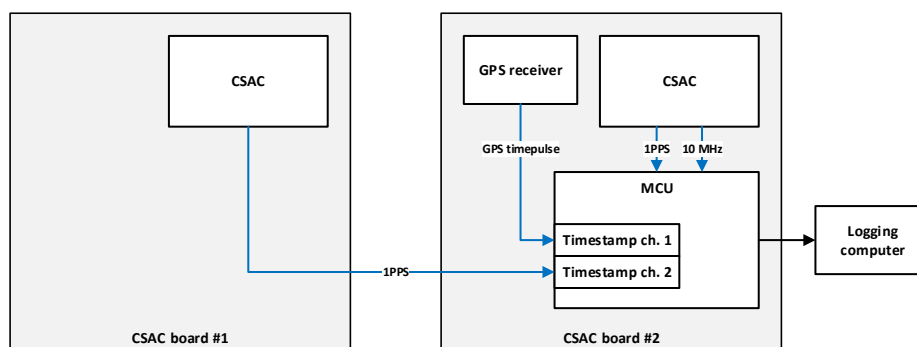 CSAC
GPS receiver
CSAC
GPS timepulse
1PPS
10 MHz
MCU
Timestamp ch. 1
Timestamp ch. 2
1PPS
Logging
computer
CSAC board #1
CSAC board #2